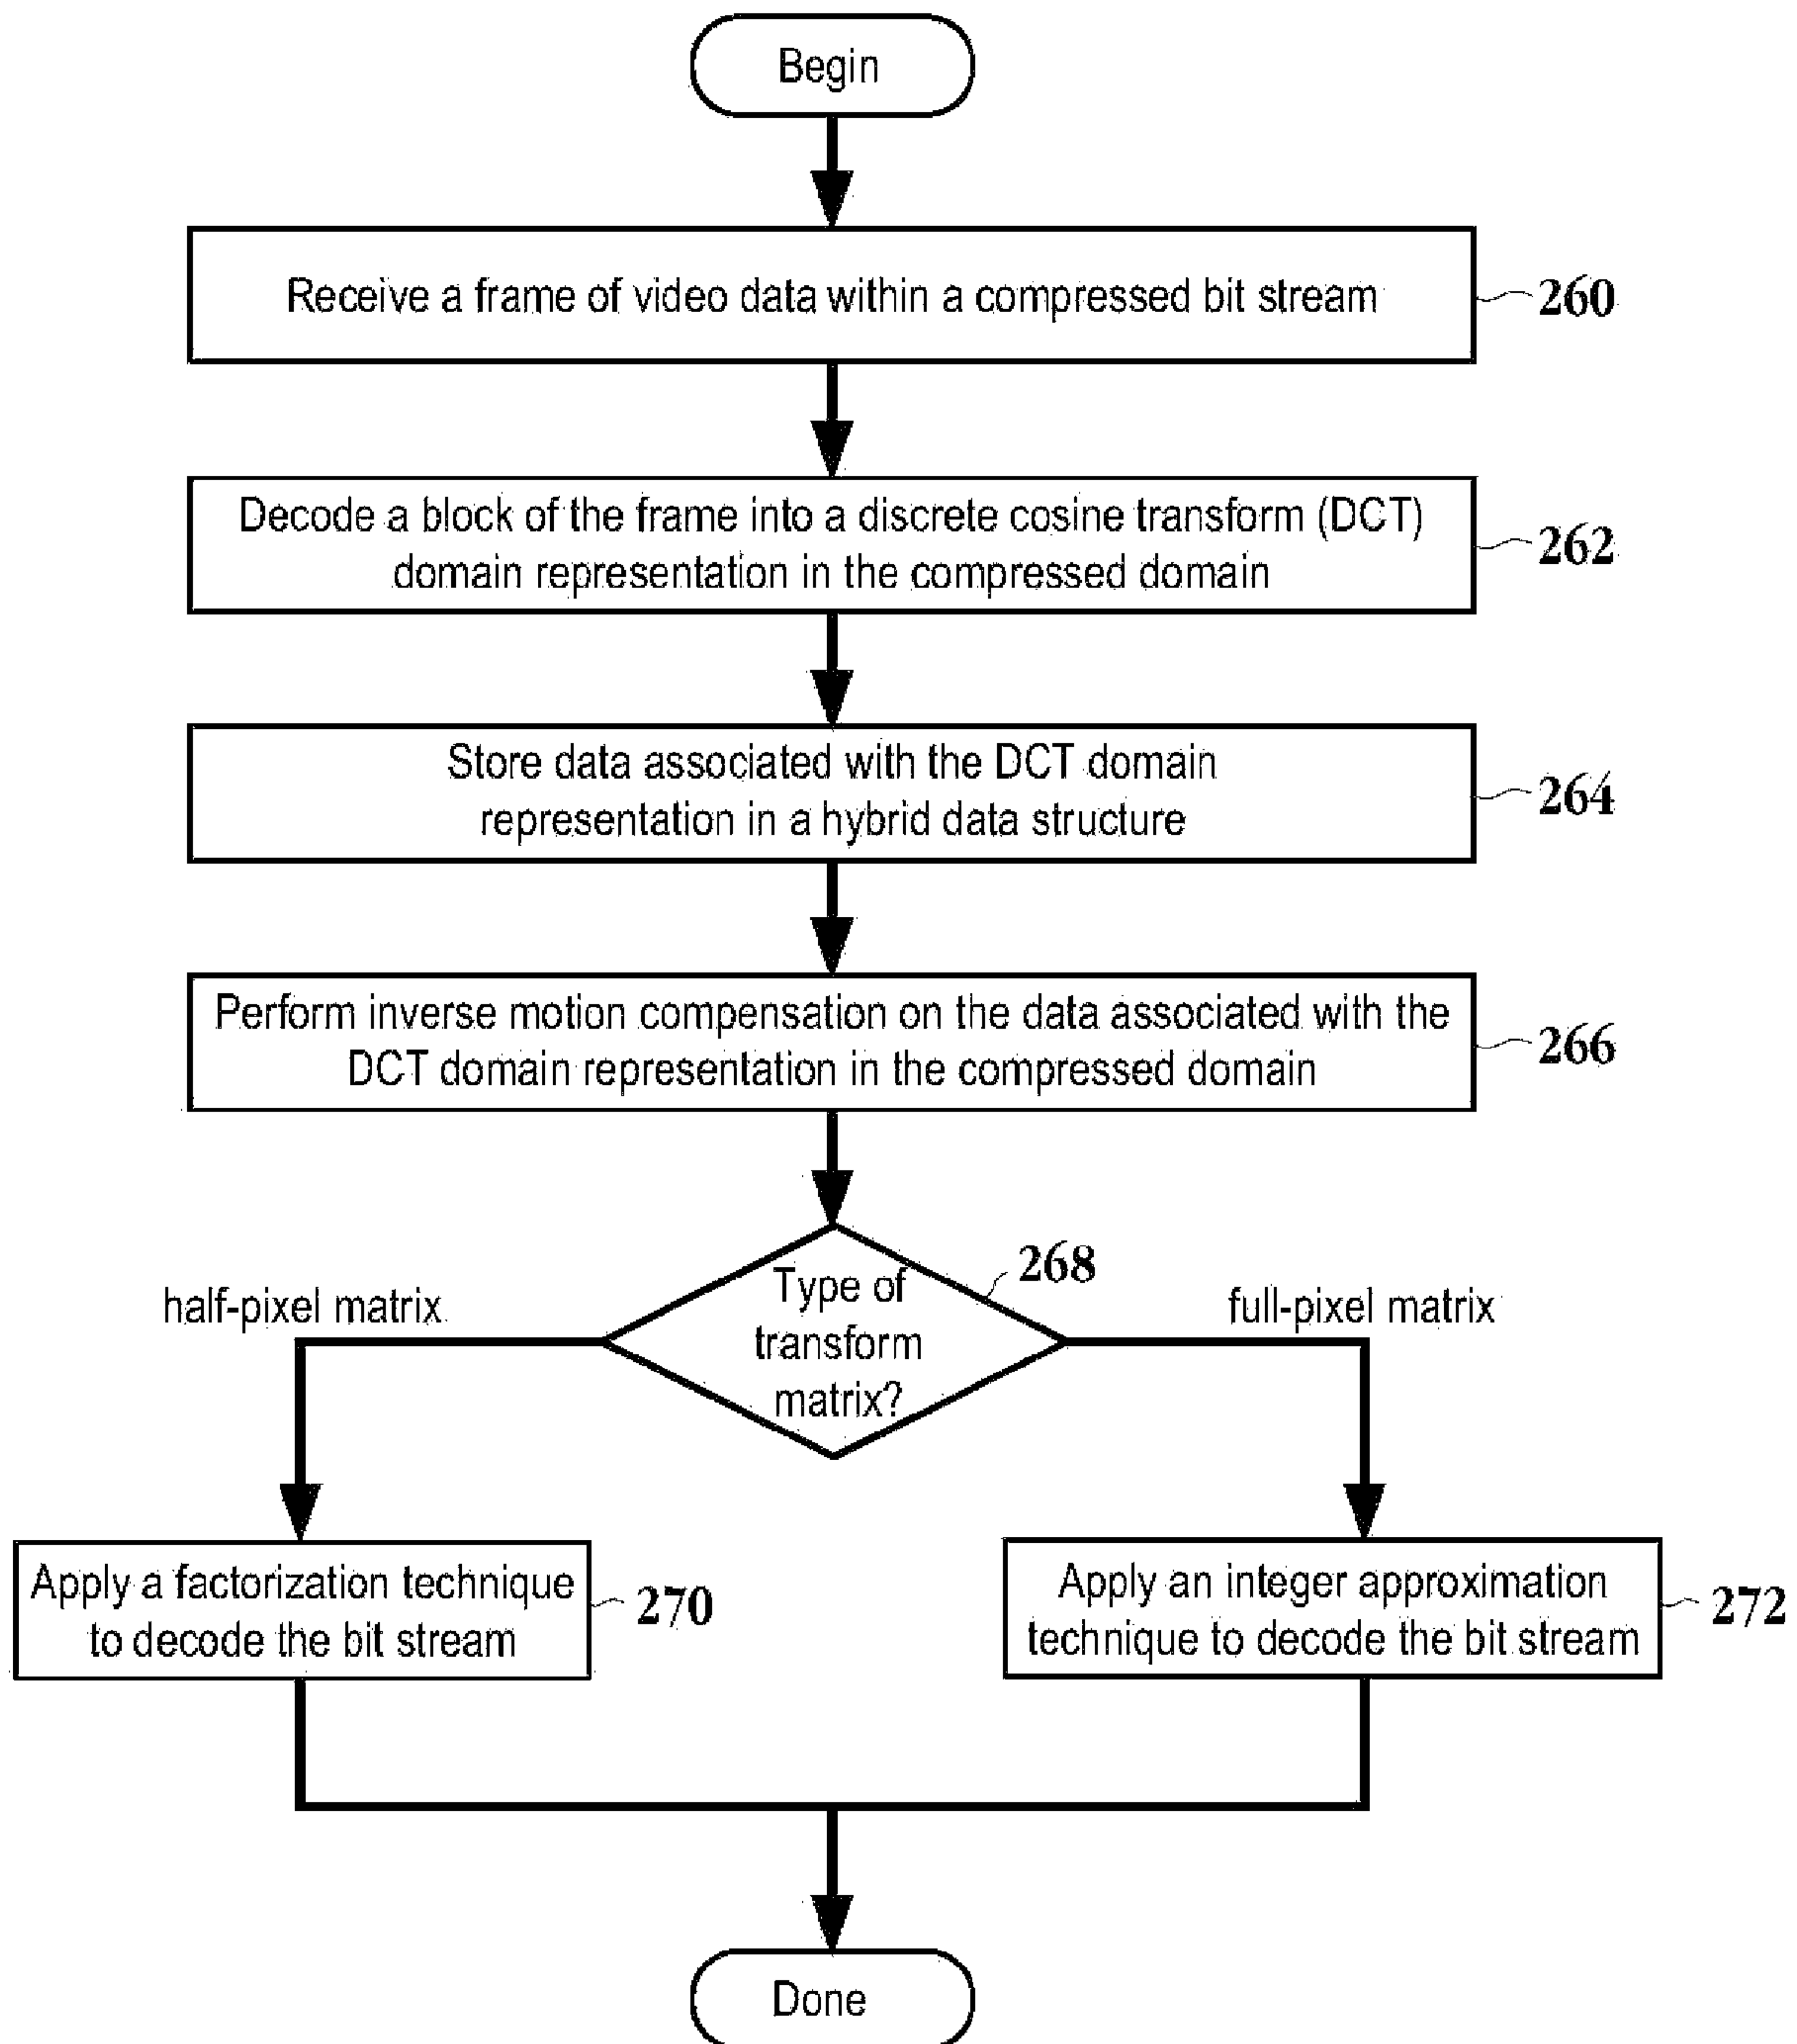 Begin
Receive a frame of video data within a compressed bit stream
260
Decode a block of the frame into a discrete cosine transform (DCT)
domain representation in the compressed domain
262
Store data associated with the DCT domain
representation in a hybrid data structure
264
Perform inverse motion compensation on the data associated with the
DCT domain representation in the compressed domain
266
Type of
transform
matrix?
268
half-pixel matrix
full-pixel matrix
Apply a factorization technique
to decode the bit stream
270
Apply an integer approximation
technique to decode the bit stream
272
Done